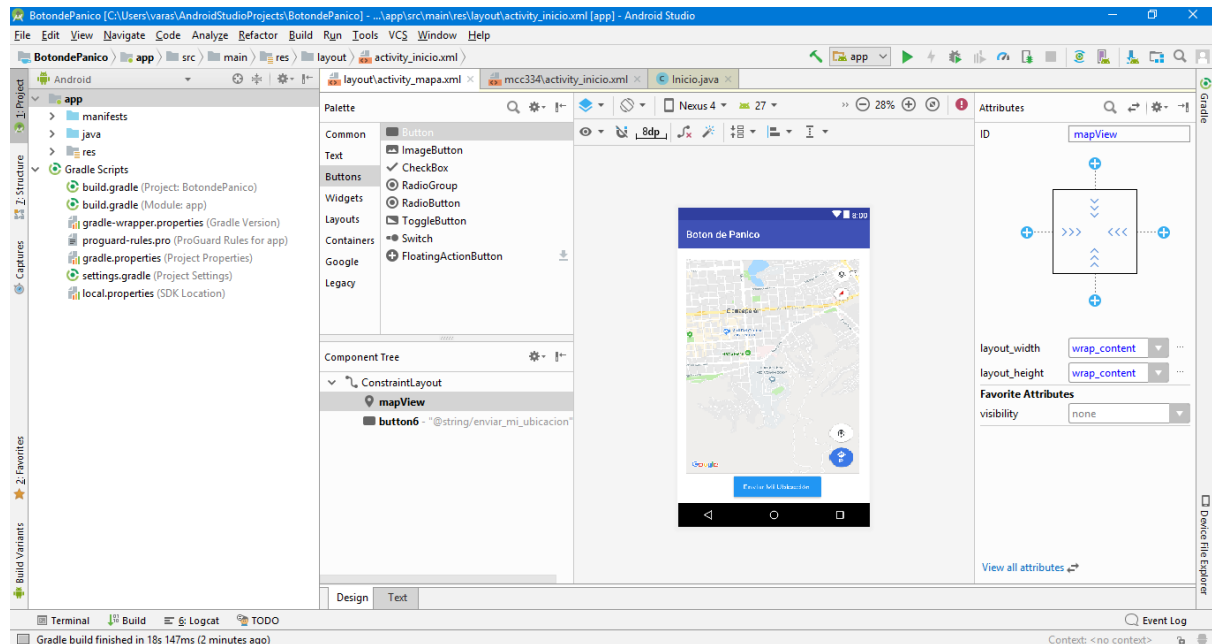 BotondePanico [C:\Users\varas\AndroidStudioProjects\BotondePanico] - ...\app\src\main\res\layout\activity_inicio.xml [app] - Android Studio
File Edit View Navigate Code Analyze Refactor Build Run Tools VCS Window Help
BotondePanico app src main res layout activity_inicio.xml
app
1: Project
Z: Structure
Captures
2: Favorites
Build Variants
Android
app
manifests
java
res
Gradle Scripts
build.gradle (Project: BotondePanico)
build.gradle (Module: app)
gradle-wrapper.properties (Gradle Version)
proguard-rules.pro (ProGuard Rules for app)
gradle.properties (Project Properties)
settings.gradle (Project Settings)
local.properties (SDK Location)
layout\activity_mapa.xml
mcc334\activity_inicio.xml
Inicio.java
Palette
Common
Text
Buttons
Widgets
Layouts
Containers
Google
Legacy
Button
ImageButton
CheckBox
RadioGroup
RadioButton
ToggleButton
Switch
FloatingActionButton
Component Tree
ConstraintLayout
mapView
button6 - "@string/enviar_mi_ubicacion"
Nexus 4 27 28%
8dp
8:00
Boton de Panico
Google
Enviar Mi Ubicación
Attributes
ID mapView
layout_width wrap_content
layout_height wrap_content
Favorite Attributes
visibility none
View all attributes
Gradle
Device File Explorer
Design Text
Terminal Build 6: Logcat TODO
Event Log
Gradle build finished in 18s 147ms (2 minutes ago)
Context: <no context>